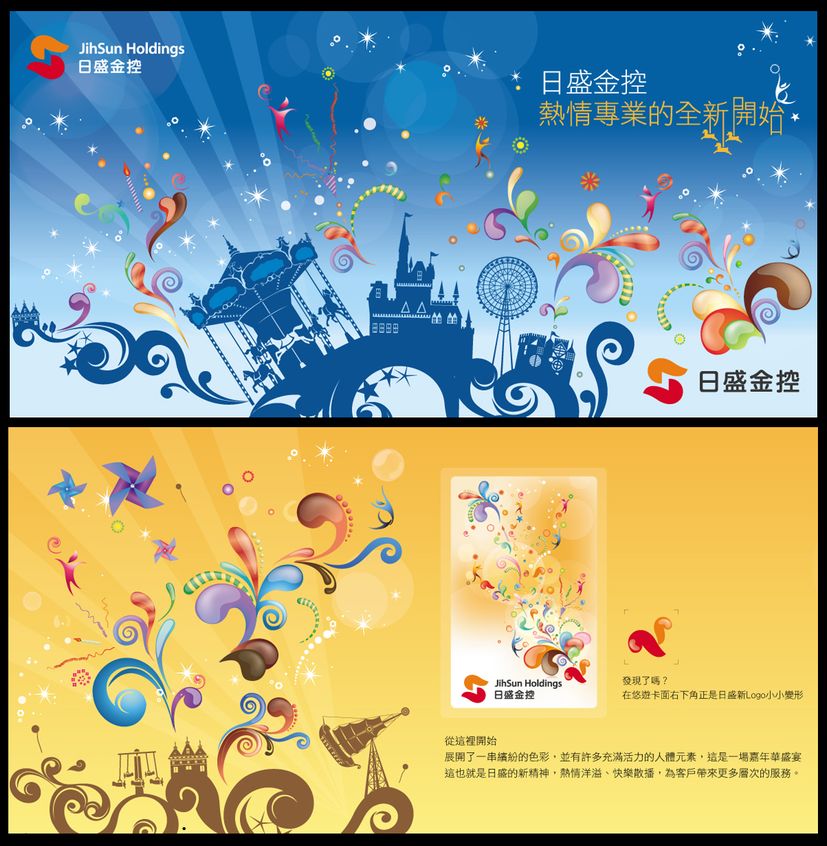 JihSun Holdings
日盛金控
日盛金控
熱情專業的全新開始
日盛金控
JihSun Holdings
日盛金控
發現了嗎？
在悠遊卡面右下角正是日盛新Logo小小變形
從這裡開始
展開了一串繽紛的色彩，並有許多充滿活力的人體元素，這是一場嘉年華盛宴
這也就是日盛的新精神，熱情洋溢、快樂散播，為客戶帶來更多層次的服務。